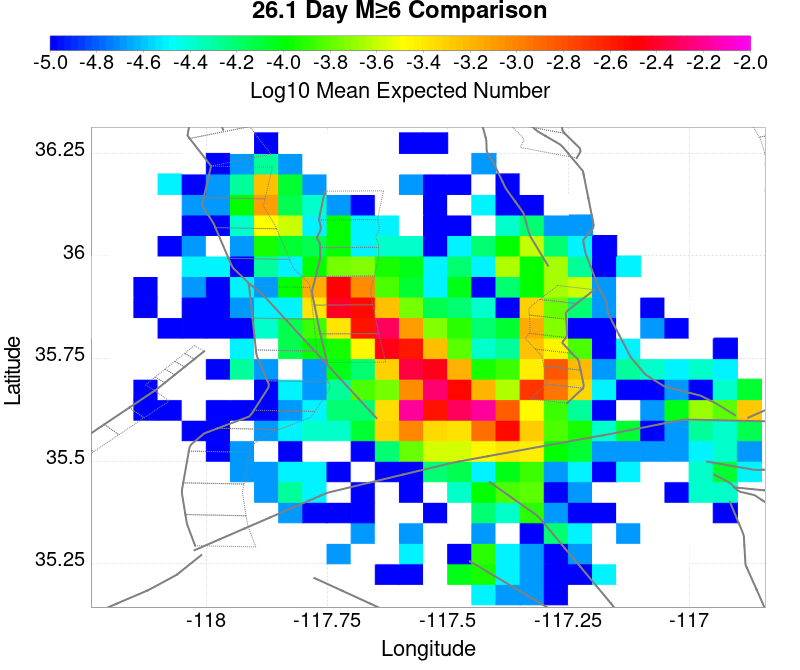 26.1 Day M≥6 Comparison
-5.0 -4.8 -4.6 -4.4 -4.2 -4.0 -3.8 -3.6 -3.4 -3.2 -3.0 -2.8 -2.6 -2.4 -2.2 -2.0
Log10 Mean Expected Number
36.25
36
35.75
35.5
35.25
Latitude
-118 -117.75 -117.5 -117.25 -117
Longitude